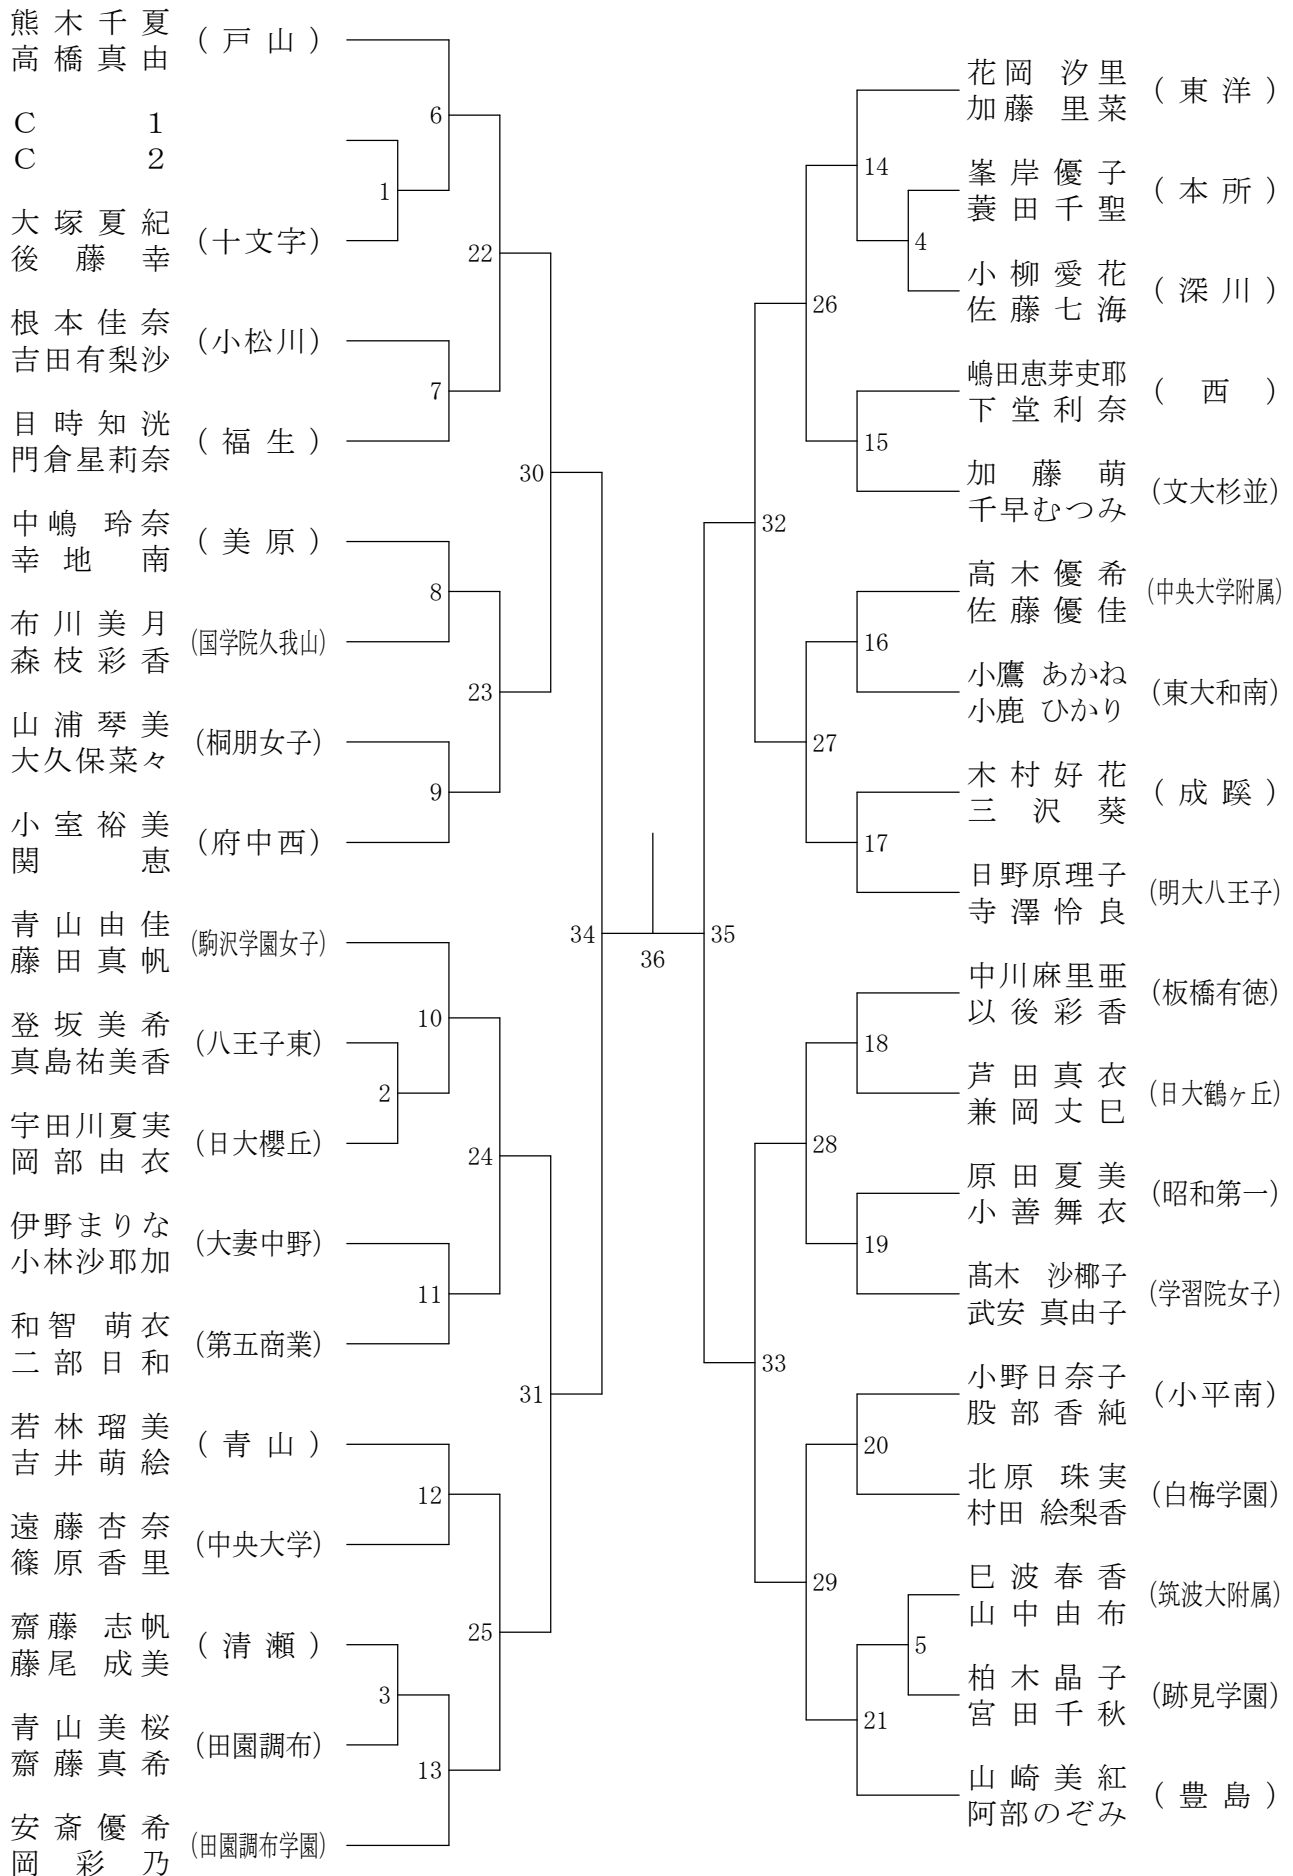 熊木千夏
高橋真由
(戸山)
C 1
C 2
大塚夏紀
後藤幸
(十文字)
根本佳奈
吉田有梨沙
(小松川)
目時知洸
門倉星莉奈
(福生)
中嶋 玲奈
幸地南
(美原)
布川美月
森枝彩香
(国学院久我山)
山浦琴美
大久保菜々
(桐朋女子)
小室裕美
関恵
(府中西)
青山由佳
藤田真帆
(駒沢学園女子)
登坂美希
真島祐美香
(八王子東)
宇田川夏実
岡部由衣
(日大櫻丘)
伊野まりな
小林沙耶加
(大妻中野)
和智 萌衣
二部日和
(第五商業)
若林瑠美
吉井萌絵
(青山)
遠藤杏奈
篠原香里
(中央大学)
齋藤 志帆
藤尾 成美
(清瀬)
青山美桜
齋藤真希
(田園調布)
安斎優希
岡彩乃
(田園調布学園)
1
2
3
6
7
8
9
10
11
12
13
22
23
24
25
30
31
34
36
35
32
33
26
27
28
29
14
15
16
17
18
19
20
21
4
5
花岡 汐里
加藤 里菜
(東洋)
峯岸優子
蓑田千聖
(本所)
小柳愛花
佐藤七海
(深川)
嶋田恵芽吏耶
下堂利奈
(西)
加藤萌
千早むつみ
(文大杉並)
高木優希
佐藤優佳
(中央大学附属)
小鷹 あかね
小鹿 ひかり
(東大和南)
木村好花
三沢葵
(成蹊)
日野原理子
寺澤怜良
(明大八王子)
中川麻里亜
以後彩香
(板橋有徳)
芦田真衣
兼岡丈巳
(日大鶴ヶ丘)
原田夏美
小善舞衣
(昭和第一)
髙木 沙椰子
武安 真由子
(学習院女子)
小野日奈子
股部香純
(小平南)
北原 珠実
村田 絵梨香
(白梅学園)
巳波春香
山中由布
(筑波大附属)
柏木晶子
宮田千秋
(跡見学園)
山崎美紅
阿部のぞみ
(豊島)